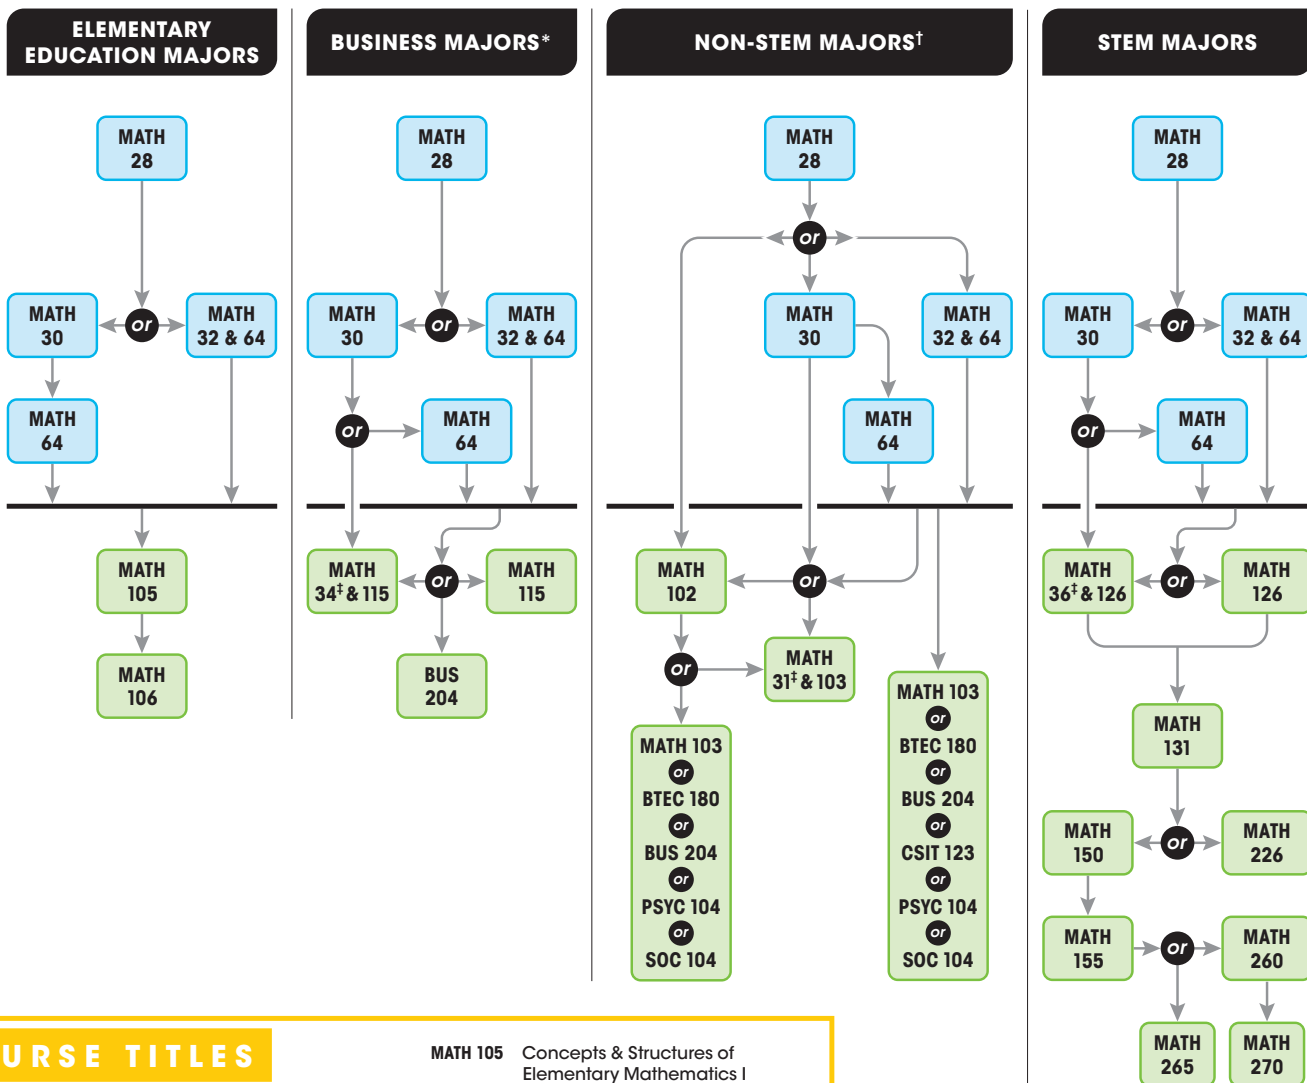 ELEMENTARY
EDUCATION MAJORS
MATH
28
or
MATH
30
MATH
32 & 64
MATH
64
MATH
105
MATH
106
BUSINESS MAJORS*
MATH
28
or
MATH
30
MATH
32 & 64
or
MATH
64
MATH
34‡ & 115
or
MATH
115
BUS
204
NON-STEM MAJORS†
MATH
28
or
MATH
30
MATH
32 & 64
MATH
64
MATH
102
or
or
MATH
31‡ & 103
MATH 103
or
BTEC 180
or
BUS 204
or
PSYC 104
or
SOC 104
MATH 103
or
BTEC 180
or
BUS 204
or
CSIT 123
or
PSYC 104
or
SOC 104
STEM MAJORS
MATH
28
or
MATH
30
MATH
32 & 64
or
MATH
64
MATH
36‡ & 126
or
MATH
126
MATH
131
MATH
150
or
MATH
226
MATH
155
or
MATH
260
MATH
265
MATH
270
URSE TITLES
MATH 105 Concepts & Structures of
Elementary Mathematics I